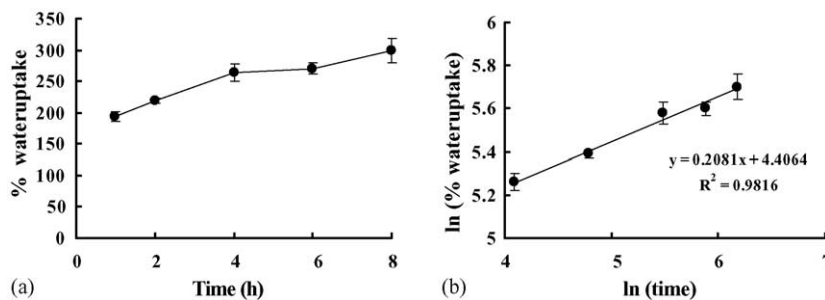 350
300
250
200
150
100
50
0
% wateruptake
0 2 4 6 8
Time (h)
(a)
5.8
5.6
5.4
5.2
5
ln (% wateruptake)
y = 0.2081x + 4.4064
R² = 0.9816
4 5 6 7
ln (time)
(b)